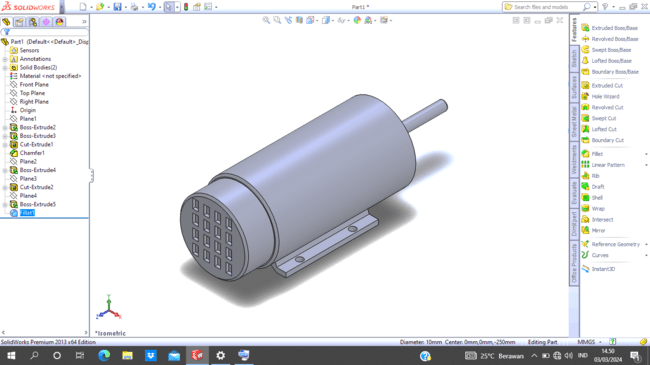 SOLIDWORKS
Part1 *
Search files and models
Part1 (Default<<Default>_Disp
Sensors
Annotations
Solid Bodies(2)
Material <not specified>
Front Plane
Top Plane
Right Plane
Origin
Plane1
Boss-Extrude2
Boss-Extrude3
Cut-Extrude1
Chamfer1
Plane2
Boss-Extrude4
Plane3
Cut-Extrude2
Plane4
Boss-Extrude5
Fillet1
Features
Sketch
Surfaces
Sheet Metal
Weldments
Evaluate
DimXpert
Office Products
Extruded Boss/Base
Revolved Boss/Base
Swept Boss/Base
Lofted Boss/Base
Boundary Boss/Base
Extruded Cut
Hole Wizard
Revolved Cut
Swept Cut
Lofted Cut
Boundary Cut
Fillet
Linear Pattern
Rib
Draft
Shell
Wrap
Intersect
Mirror
Reference Geometry
Curves
Instant3D
Y
X
Z
*Isometric
SolidWorks Premium 2013 x64 Edition
Diameter: 10mm Center: 0mm,0mm,-250mm
Editing Part
MMGS
25°C Berawan
IND
14.50
03/03/2024